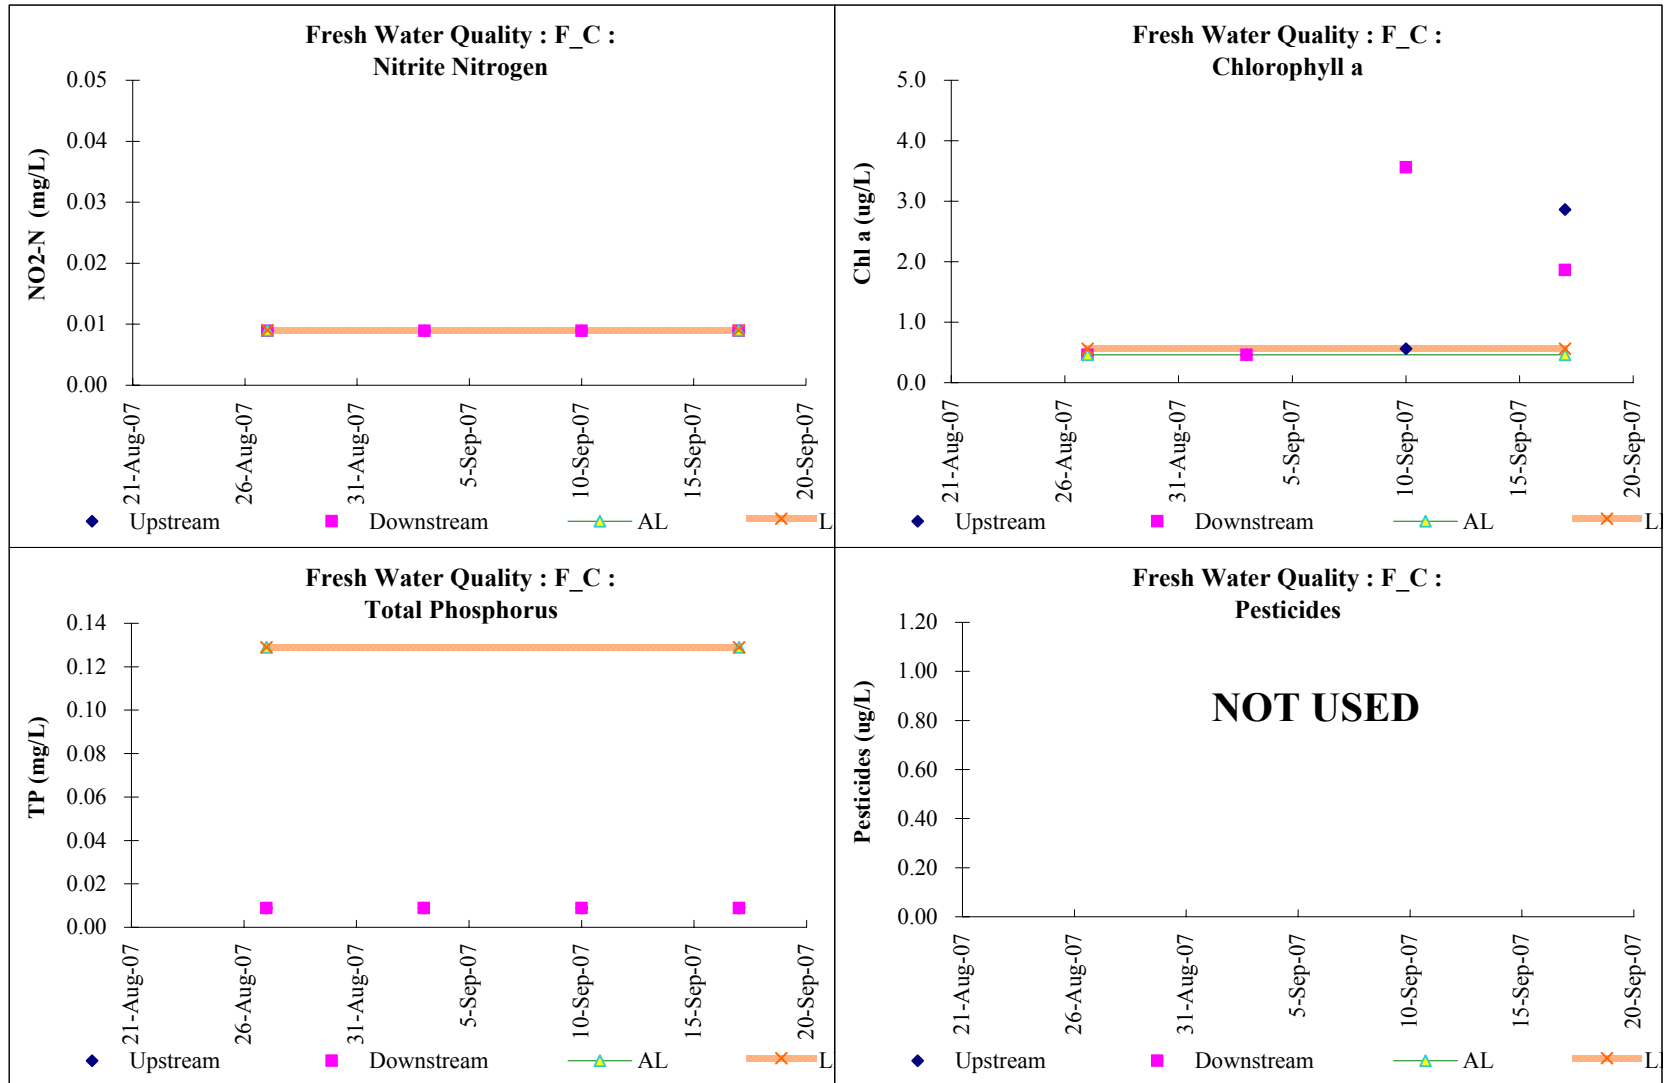 Fresh Water Quality : F_C :
Nitrite Nitrogen
0.05
0.04
0.03
0.02
0.01
0.00
NO2-N (mg/L)
21-Aug-07
26-Aug-07
31-Aug-07
5-Sep-07
10-Sep-07
15-Sep-07
20-Sep-07
Upstream Downstream AL L
Fresh Water Quality : F_C :
Chlorophyll a
5.0
4.0
3.0
2.0
1.0
0.0
Chl a (ug/L)
21-Aug-07
26-Aug-07
31-Aug-07
5-Sep-07
10-Sep-07
15-Sep-07
20-Sep-07
Upstream Downstream AL L
Fresh Water Quality : F_C :
Total Phosphorus
0.14
0.12
0.10
0.08
0.06
0.04
0.02
0.00
TP (mg/L)
21-Aug-07
26-Aug-07
31-Aug-07
5-Sep-07
10-Sep-07
15-Sep-07
20-Sep-07
Upstream Downstream AL L
Fresh Water Quality : F_C :
Pesticides
1.20
1.00
0.80
0.60
0.40
0.20
0.00
Pesticides (ug/L)
NOT USED
21-Aug-07
26-Aug-07
31-Aug-07
5-Sep-07
10-Sep-07
15-Sep-07
20-Sep-07
Upstream Downstream AL L